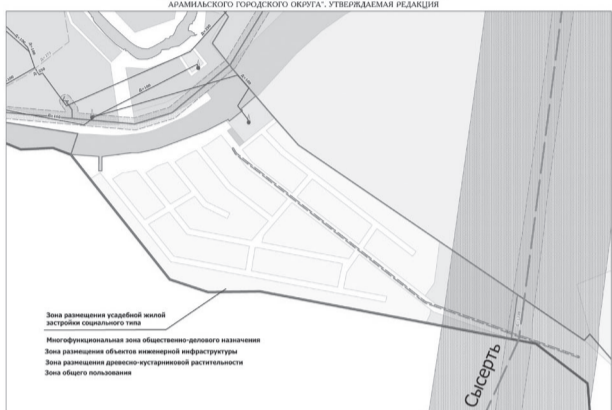 АРАМИЛЬСКОГО ГОРОДСКОГО ОКРУГА". УТВЕРЖДАЕМАЯ РЕДАКЦИЯ
Зона размещения усадебной жилой
застройки социального типа
Многофункциональная зона общественно-делового назначения
Зона размещения объектов инженерной инфраструктуры
Зона размещения древесно-кустарниковой растительности
Зона общего пользования
Сысерть